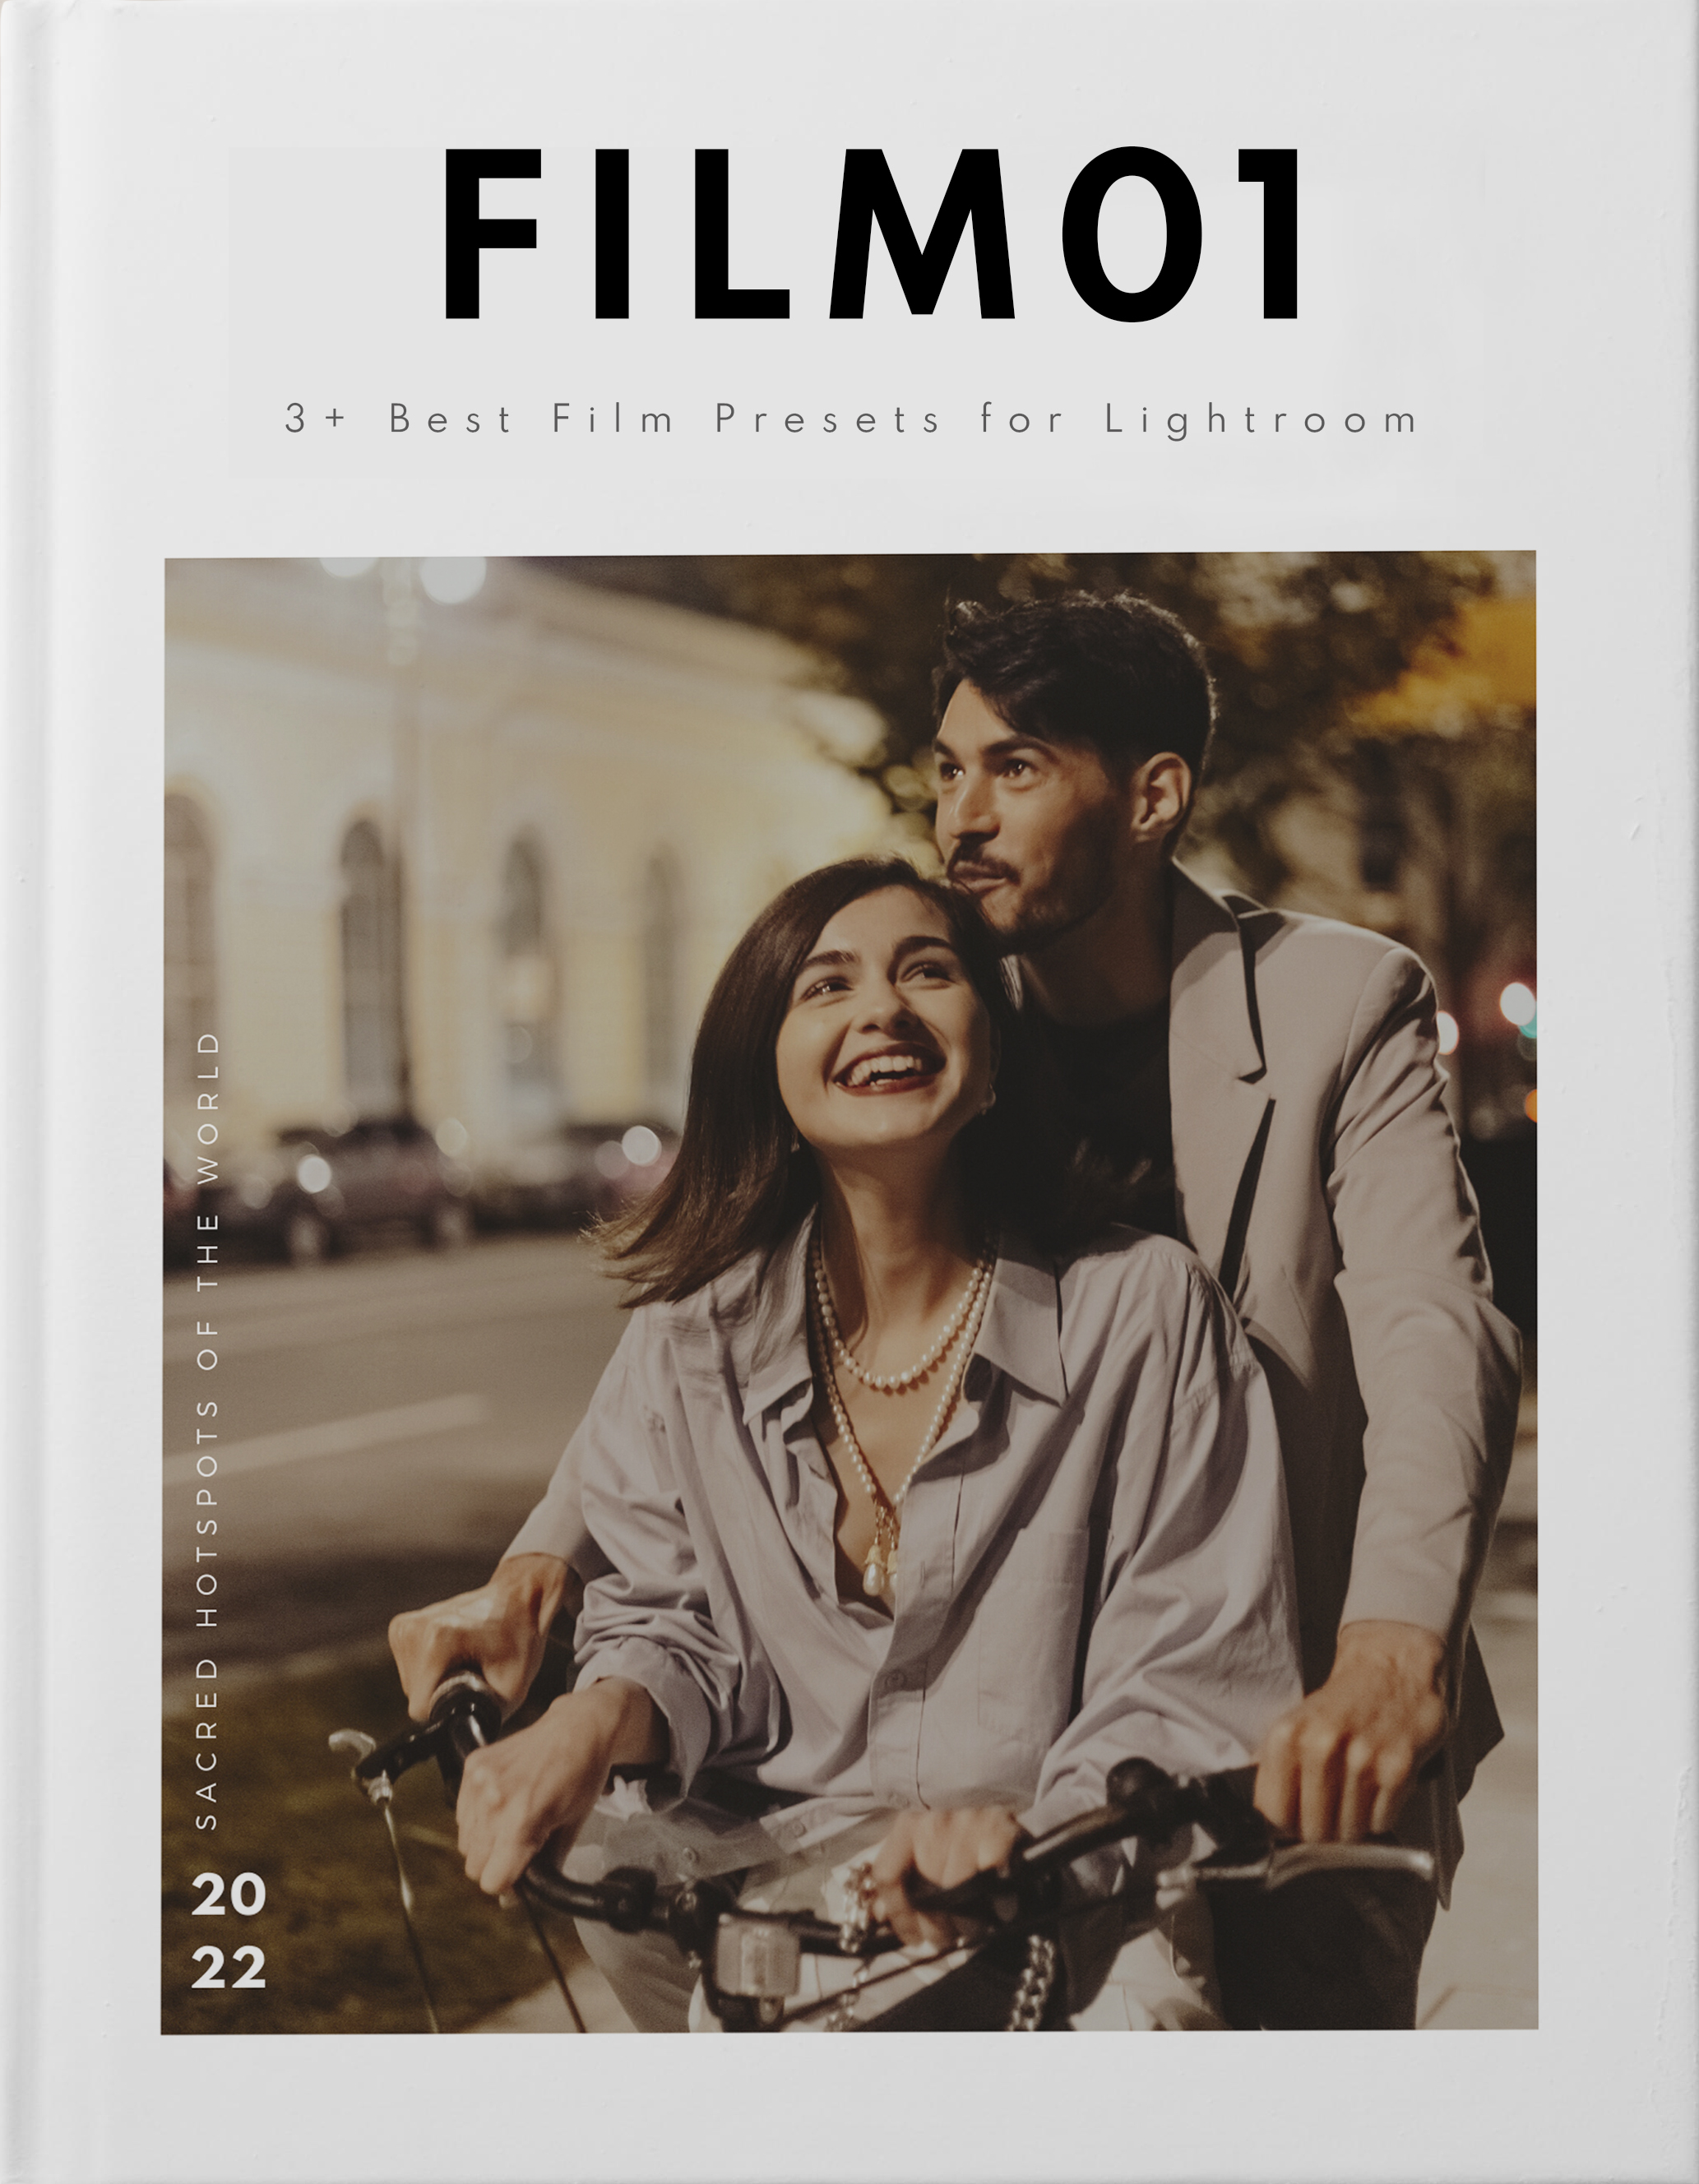 FILM01
3+ Best Film Presets for Lightroom
SACRED HOTSPOTS OF THE WORLD
20
22